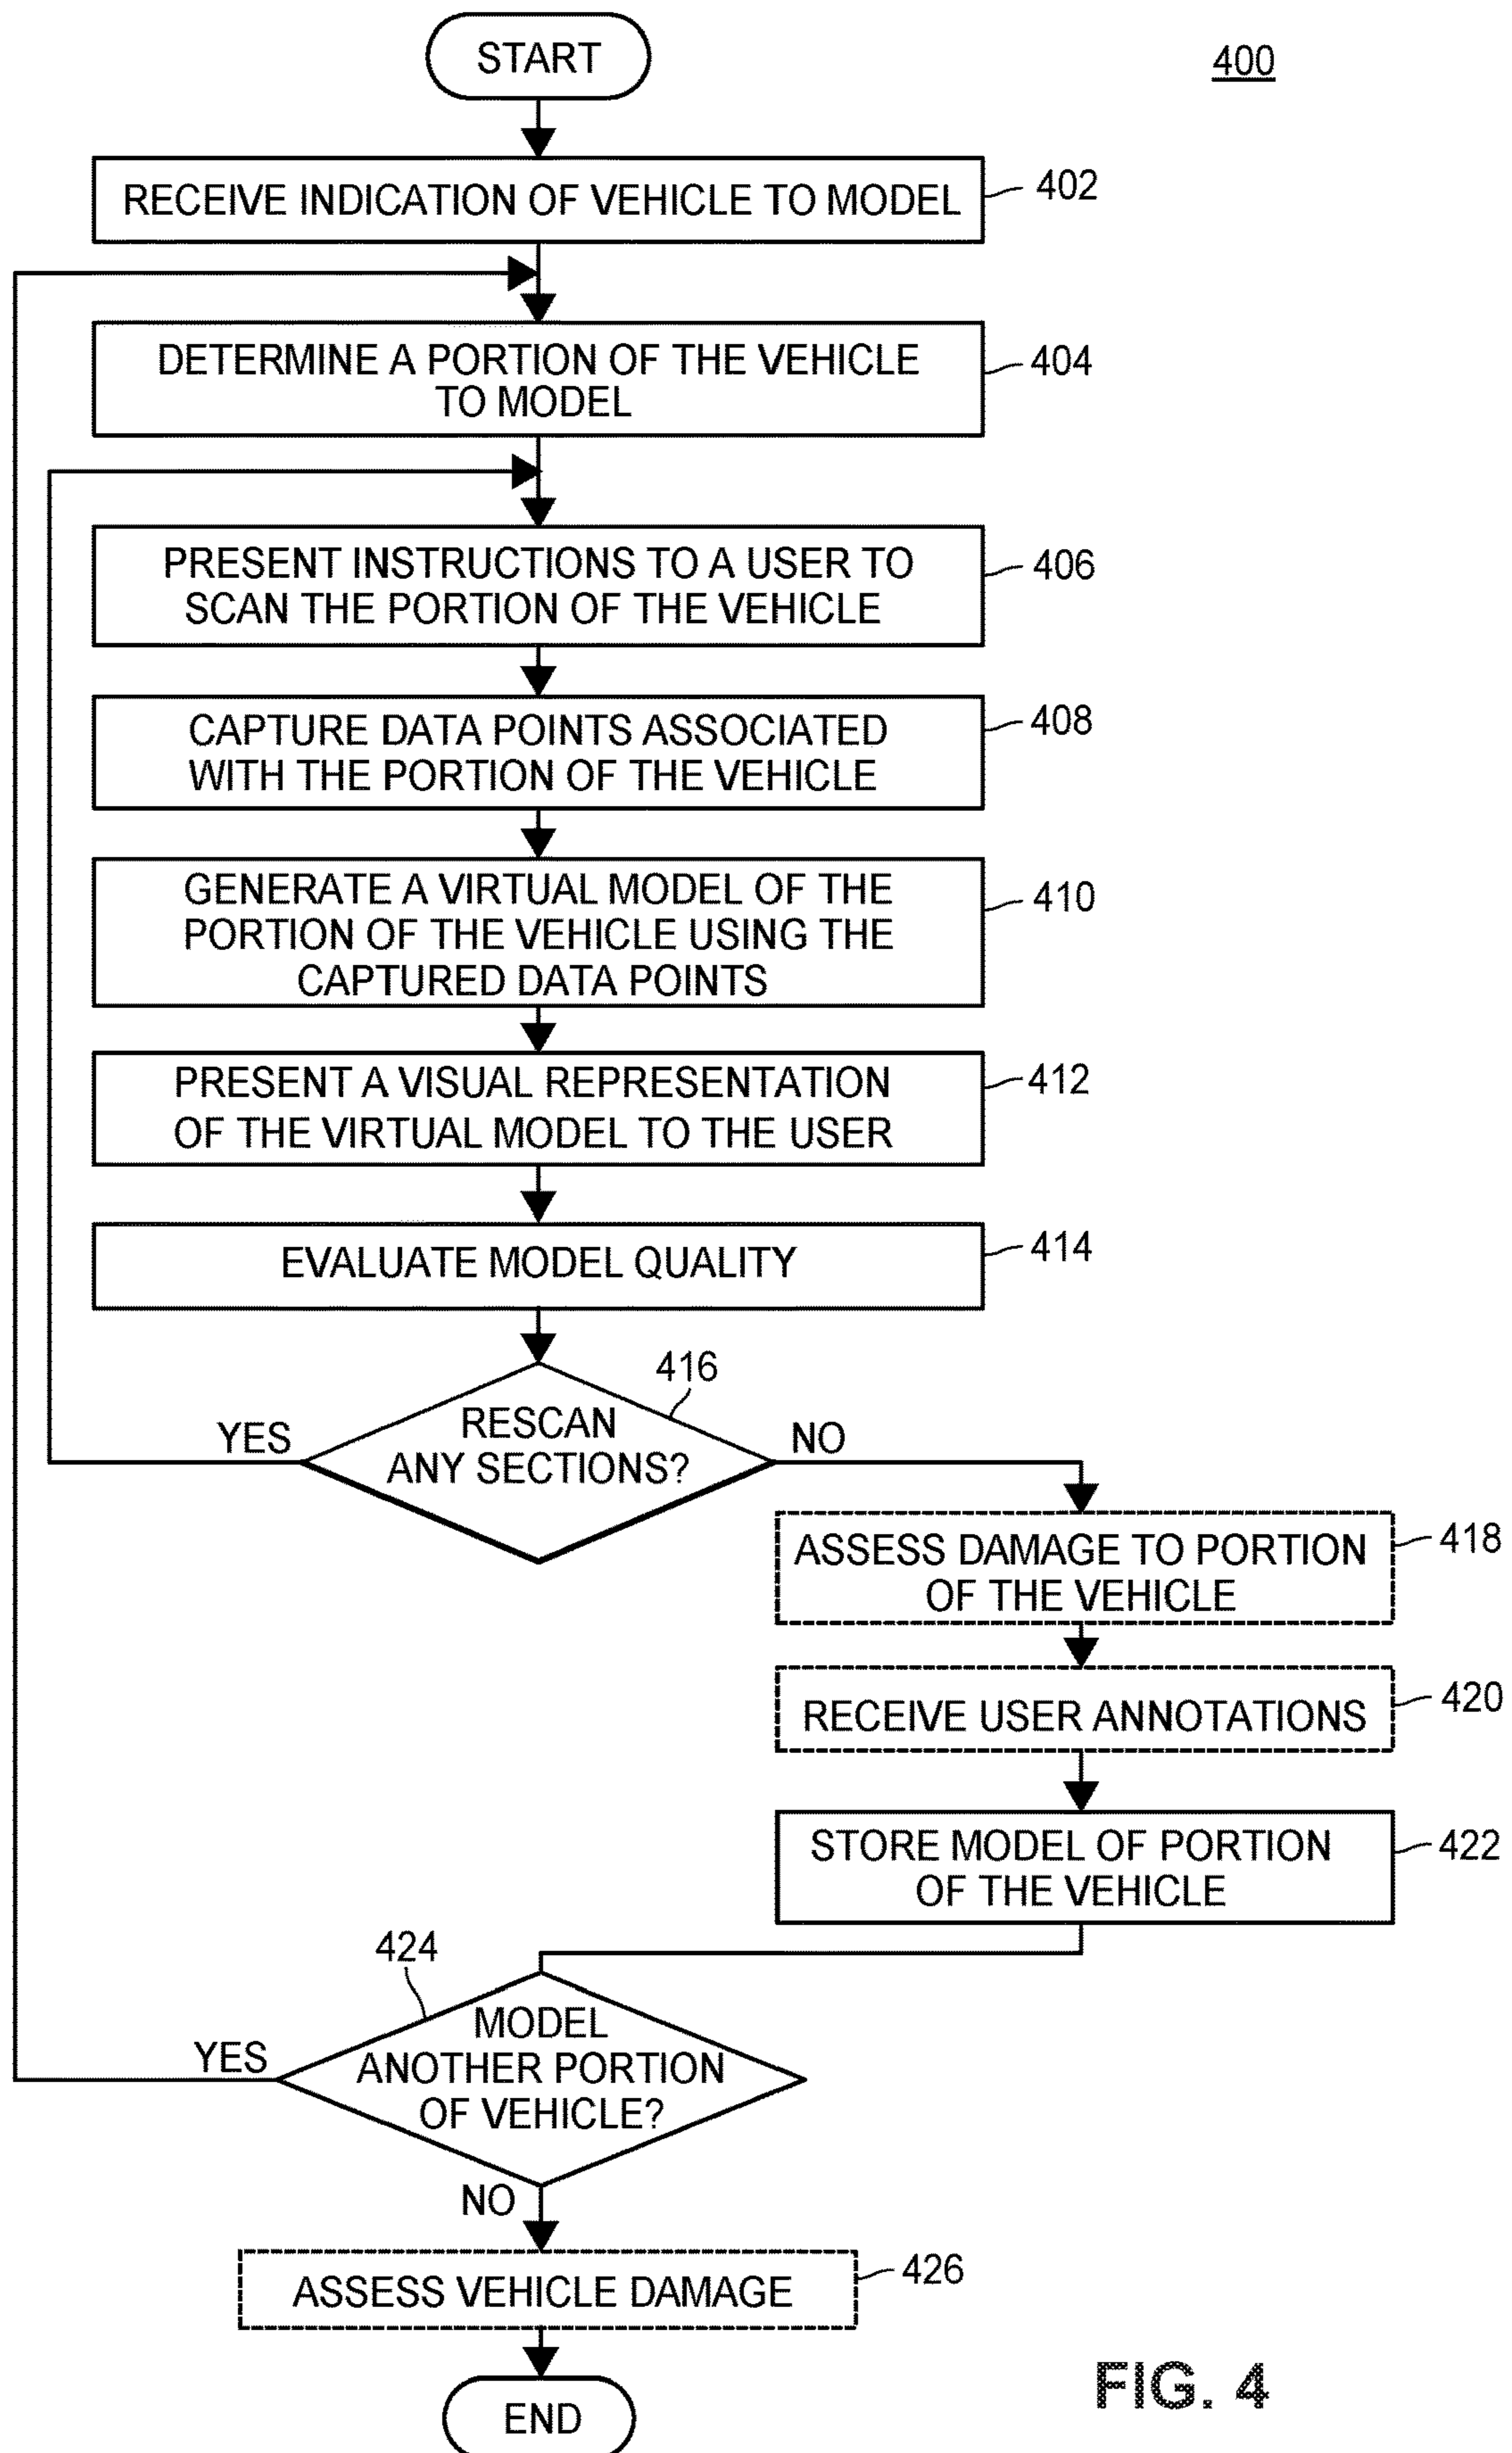 START
400
RECEIVE INDICATION OF VEHICLE TO MODEL
402
DETERMINE A PORTION OF THE VEHICLE
TO MODEL
404
PRESENT INSTRUCTIONS TO A USER TO
SCAN THE PORTION OF THE VEHICLE
406
CAPTURE DATA POINTS ASSOCIATED
WITH THE PORTION OF THE VEHICLE
408
GENERATE A VIRTUAL MODEL OF THE
PORTION OF THE VEHICLE USING THE
CAPTURED DATA POINTS
410
PRESENT A VISUAL REPRESENTATION
OF THE VIRTUAL MODEL TO THE USER
412
EVALUATE MODEL QUALITY
414
416
RESCAN
ANY SECTIONS?
YES
NO
ASSESS DAMAGE TO PORTION
OF THE VEHICLE
418
RECEIVE USER ANNOTATIONS
420
STORE MODEL OF PORTION
OF THE VEHICLE
422
424
MODEL
ANOTHER PORTION
OF VEHICLE?
YES
NO
ASSESS VEHICLE DAMAGE
426
END
FIG. 4